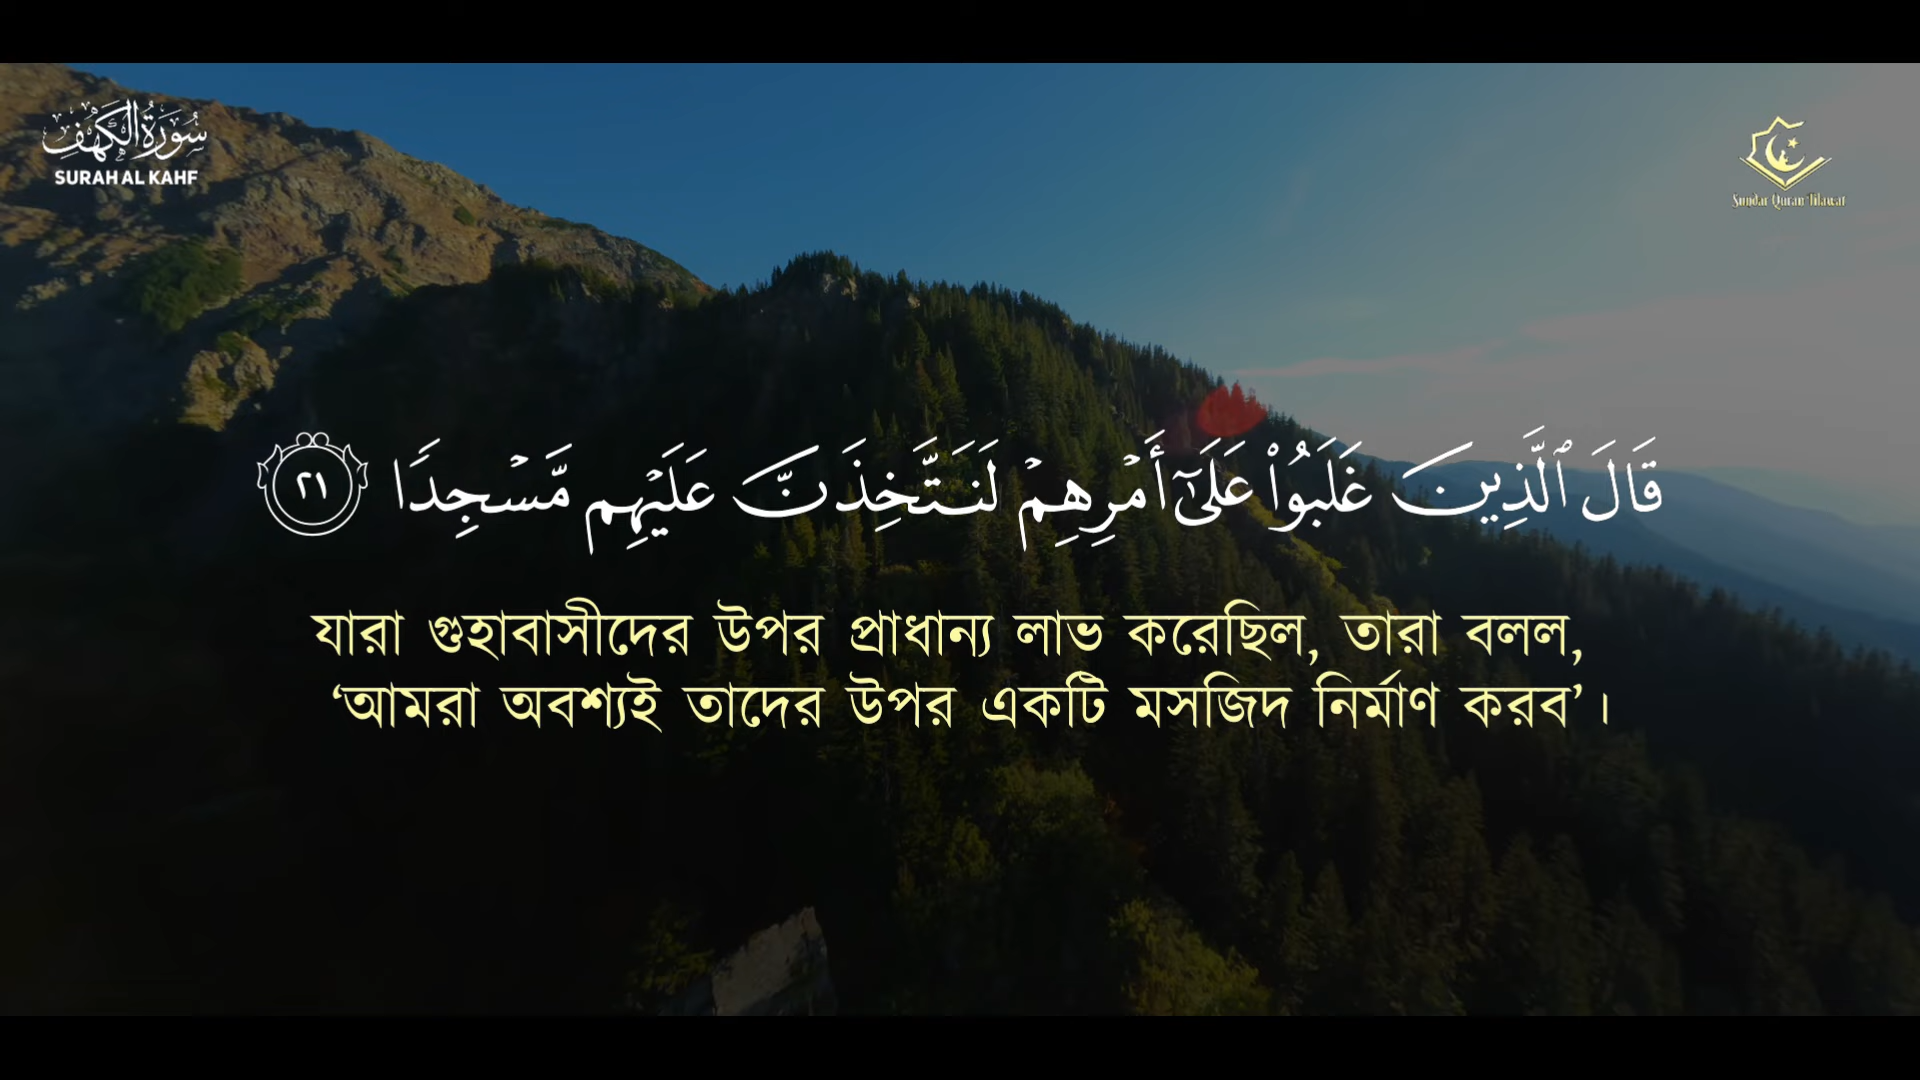 سُورَةُ الكَهْفِ
SURAH AL KAHF
Sundar Quran Tilawat
قَالَ ٱلَّذِينَ غَلَبُوا۟ عَلَىٰٓ أَمْرِهِمْ لَنَتَّخِذَنَّ عَلَيْهِم مَّسْجِدًا ٢١
যারা গুহাবাসীদের উপর প্রাধান্য লাভ করেছিল, তারা বলল,
‘আমরা অবশ্যই তাদের উপর একটি মসজিদ নির্মাণ করব’।